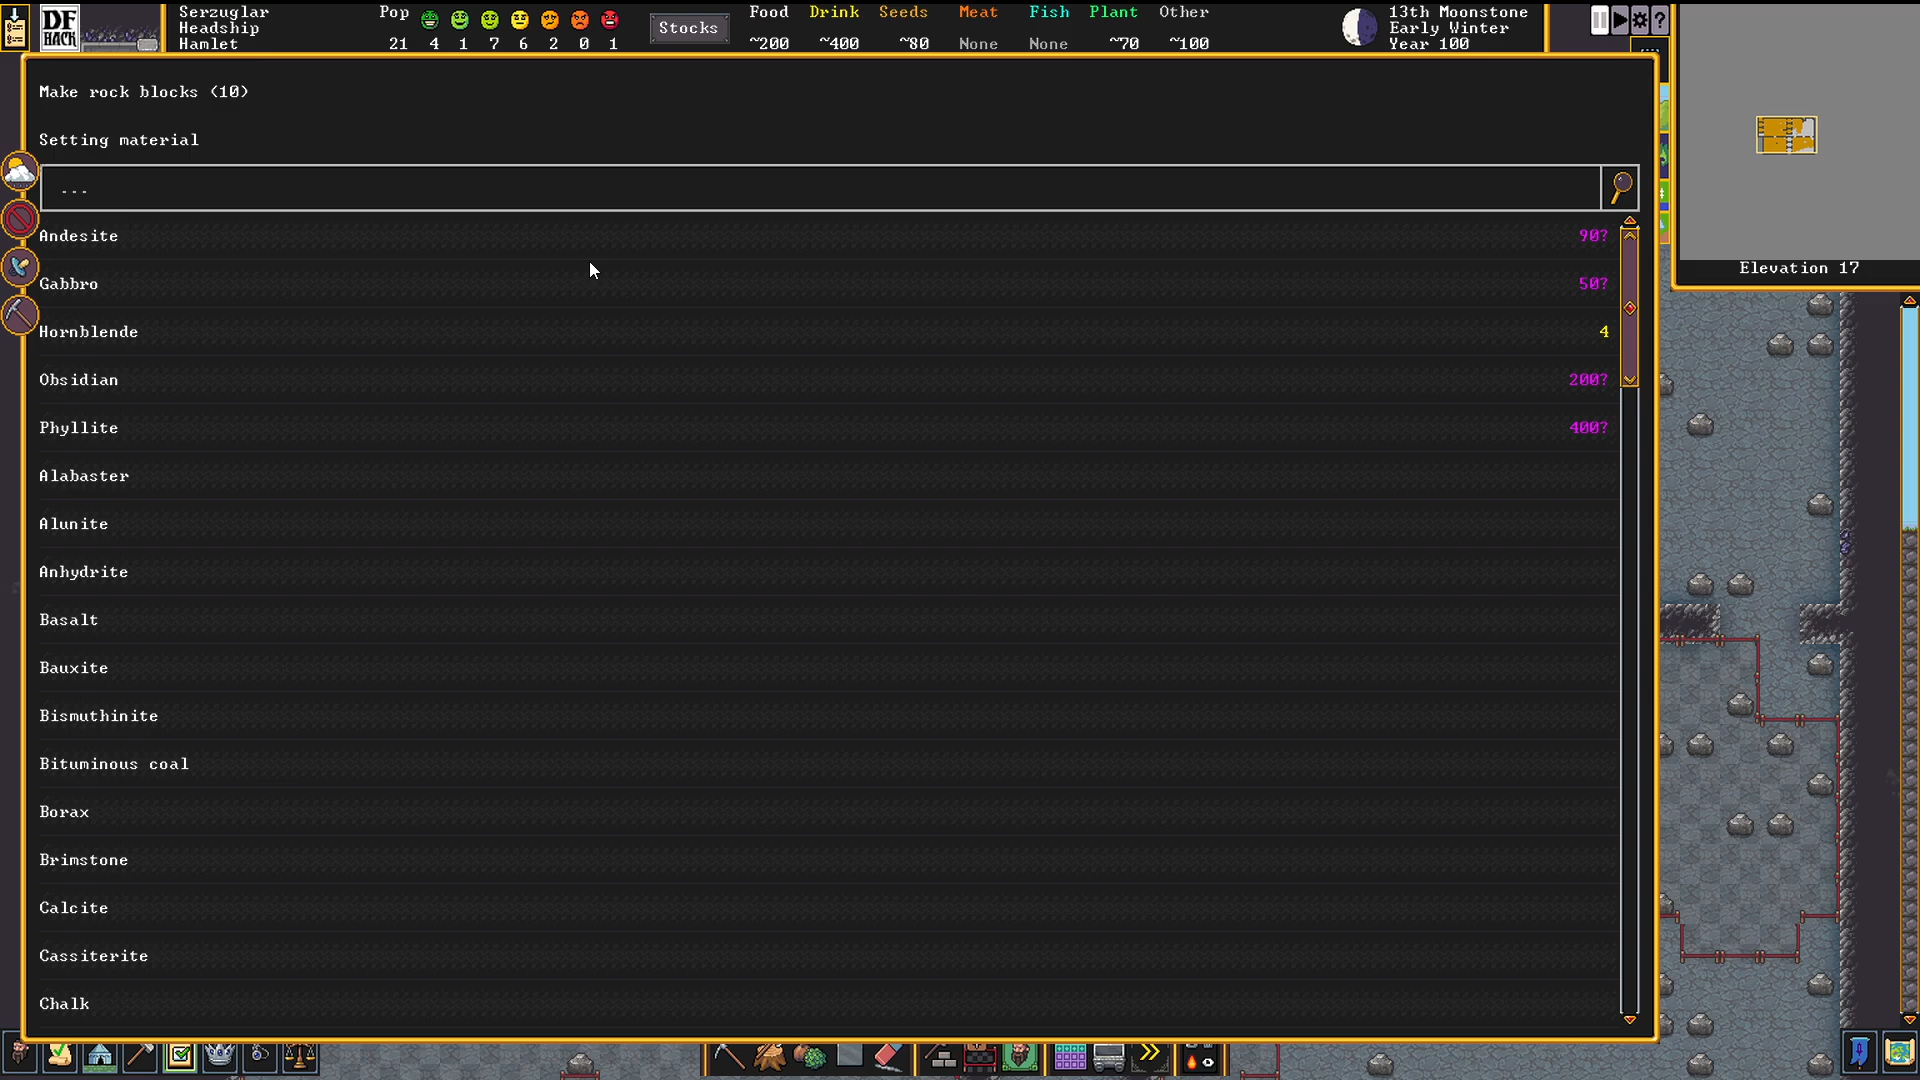 DF HACK
Serzuglar Headship Hamlet
Pop
21 4 1 7 6 2 0 1
Stocks
Food Drink Seeds Meat Fish Plant Other
~200 ~400 ~80 None None ~70 ~100
13th Moonstone
Early Winter
Year 100
?
Elevation 17
Make rock blocks (10)
Setting material
...
Andesite 90?
Gabbro 50?
Hornblende 4
Obsidian 200?
Phyllite 400?
Alabaster
Alunite
Anhydrite
Basalt
Bauxite
Bismuthinite
Bituminous coal
Borax
Brimstone
Calcite
Cassiterite
Chalk